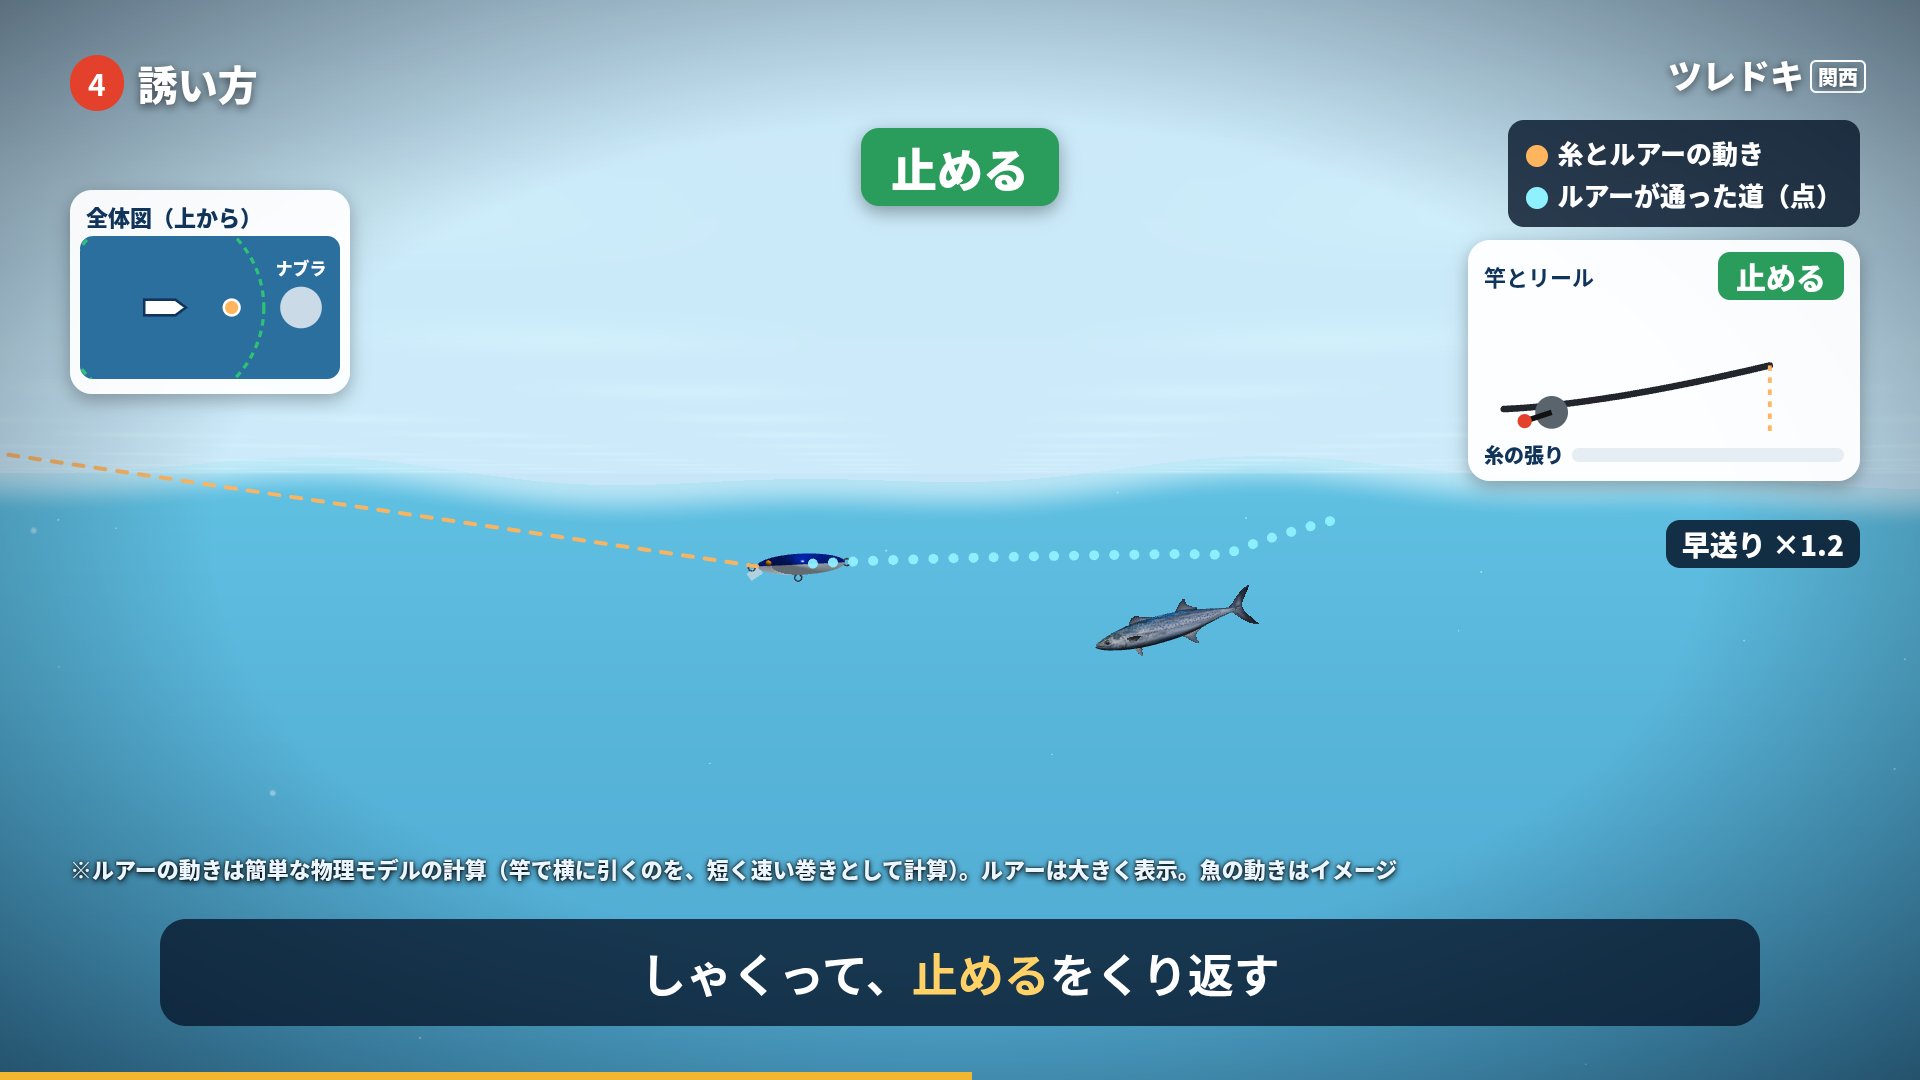 4 誘い方
ツレドキ 関西
止める
糸とルアーの動き
ルアーが通った道（点）
全体図（上から）
ナブラ
竿とリール
止める
糸の張り
早送り ×1.2
※ルアーの動きは簡単な物理モデルの計算（竿で横に引くのを、短く速い巻きとして計算）。ルアーは大きく表示。魚の動きはイメージ
しゃくって、止めるをくり返す